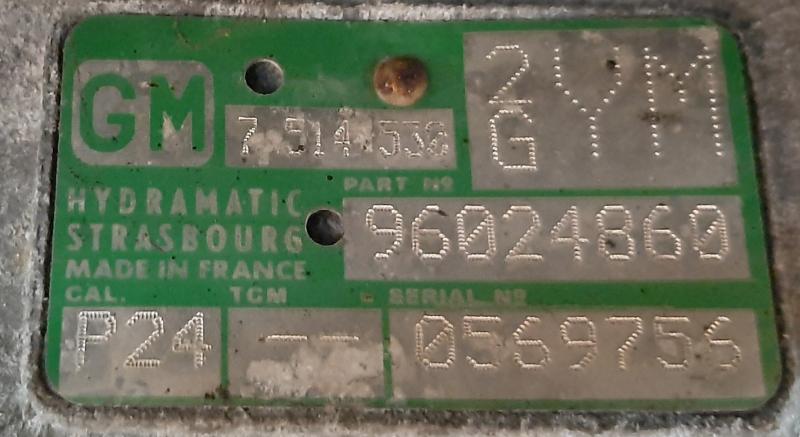 GM
2YM
G
7 514 538
PART Nº
HYDRAMATIC
STRASBOURG
96024860
MADE IN FRANCE
CAL. TCM SERIAL Nº
P24 -- 0569756